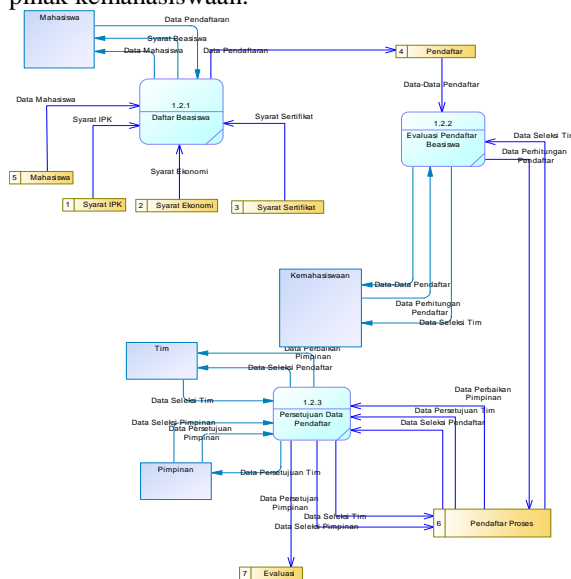 pihak kemahasiswaan.
Mahasiswa
Data Pendaftaran
Syarat Beasiswa
Data Mahasiswa
Data Pendaftaran
4 Pendaftar
Data-Data Pendaftar
Data Mahasiswa
Syarat IPK
1.2.1
Daftar Beasiswa
Syarat Sertifikat
Syarat Ekonomi
1.2.2
Evaluasi Pendaftar
Beasiswa
Data Seleksi Tim
Data Perhitungan
Pendaftar
5 Mahasiswa
1 Syarat IPK
2 Syarat Ekonomi
3 Syarat Sertifikat
Kemahasiswaan
Data-Data Pendaftar
Data Perhitungan
Pendaftar
Data Seleksi Tim
Tim
Data Perbaikan
Pimpinan
Data Seleksi Pendaftar
Data Seleksi Tim
1.2.3
Persetujuan Data
Pendaftar
Data Perbaikan
Pimpinan
Data Persetujuan Tim
Data Seleksi Pendaftar
Data Seleksi Pimpinan
Data Persetujuan
Pimpinan
Pimpinan
Data Persetujuan Tim
Data Persetujan
Pimpinan
Data Seleksi Tim
Data Seleksi Pimpinan
6 Pendaftar Proses
7 Evaluasi